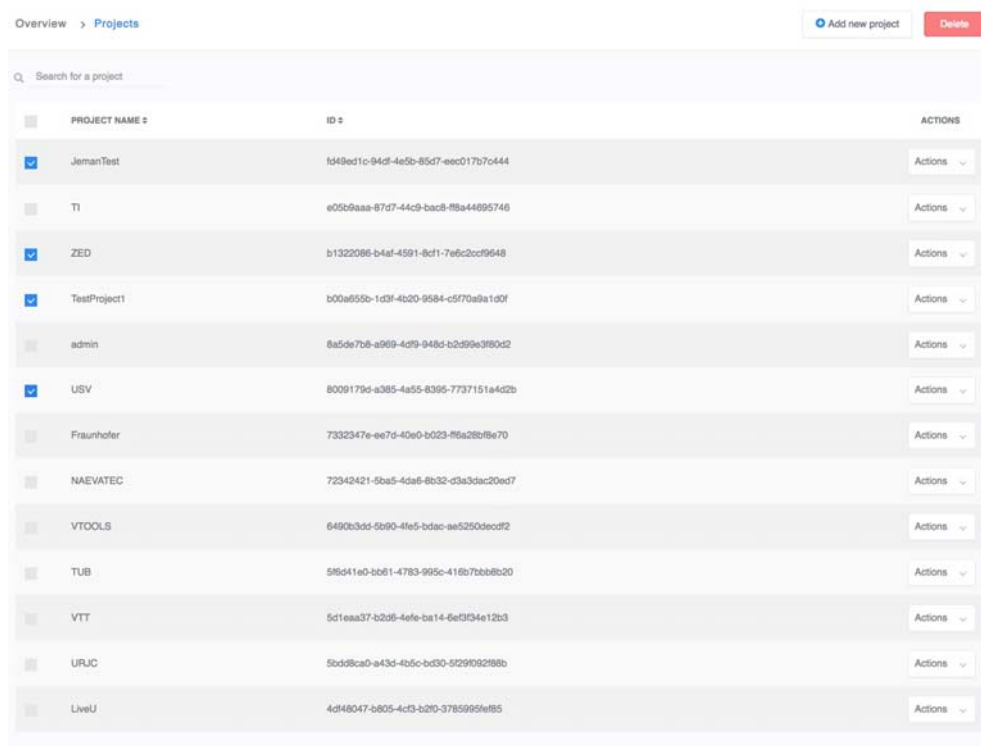 Overview > Projects
Add new project
Delete
Search for a project
PROJECT NAME ID ACTIONS
JemanTest fd49ed1c-94df-4e5b-85d7-eec017b7c444 Actions
TI e05b9aaa-87d7-44c9-bac8-ff8a44695746 Actions
ZED b1322086-b4af-4591-8cf1-7e6c2ccf9648 Actions
TestProject1 b00a655b-1d3f-4b20-9584-c5f70a9a1d0f Actions
admin 8a5de7b8-a969-4df9-948d-b2d99e3f80d2 Actions
USV 8009179d-a385-4a55-8395-7737151a4d2b Actions
Fraunhofer 7332347e-ee7d-40e0-b023-ff6a28bf8e70 Actions
NAEVATEC 72342421-5ba5-4da6-8b32-d3a3dac20ed7 Actions
VTOOLS 6490b3dd-5b90-4fe5-bdac-ae5250decdf2 Actions
TUB 5f6d41e0-bb61-4783-995c-416b7bbb8b20 Actions
VTT 5d1eaa37-b2d6-4efe-ba14-6ef3f34e12b3 Actions
URJC 5bdd8ca0-a43d-4b5c-bd30-5f29f092f88b Actions
LiveU 4df48047-b805-4cf3-b2f0-3785995fef85 Actions